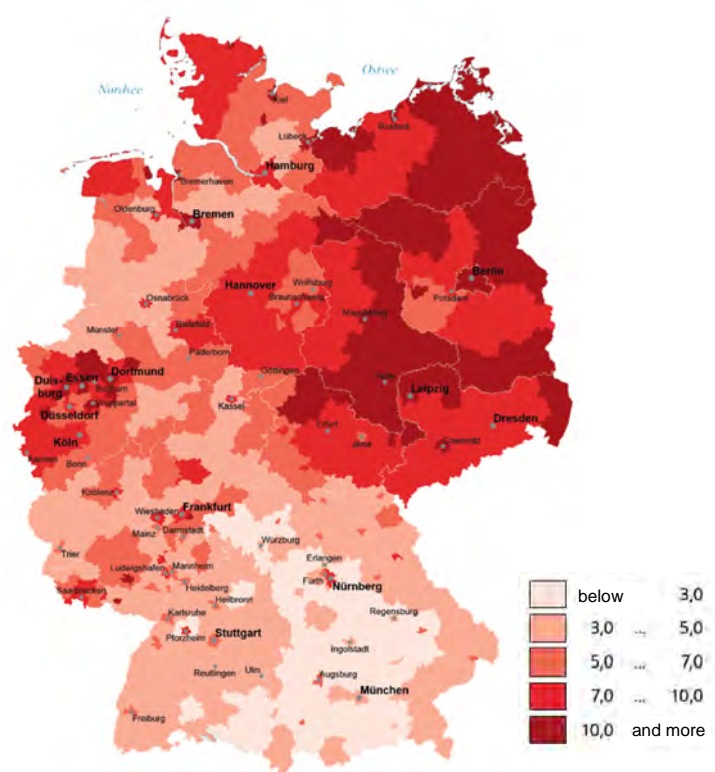 Ostsee
Nordsee
Kiel
Rostock
Lübeck
Hamburg
Bremerhaven
Oldenburg
Bremen
Berlin
Hannover
Wolfsburg
Potsdam
Braunschweig
Osnabrück
Magdeburg
Münster
Bielefeld
Paderborn
Göttingen
Halle
Essen
Dortmund
Duis-
burg
Bochum
Leipzig
Wuppertal
Kassel
Düsseldorf
Dresden
Erfurt
Jena
Chemnitz
Köln
Aachen
Bonn
Koblenz
Wiesbaden
Frankfurt
Mainz
Darmstadt
Trier
Würzburg
Erlangen
Ludwigshafen
Mannheim
Fürth
Nürnberg
Saarbrücken
Heidelberg
Heilbronn
Regensburg
Karlsruhe
Pforzheim
Stuttgart
Ingolstadt
Reutlingen
Ulm
Augsburg
München
Freiburg
below 3,0
3,0 ... 5,0
5,0 ... 7,0
7,0 ... 10,0
10,0 and more